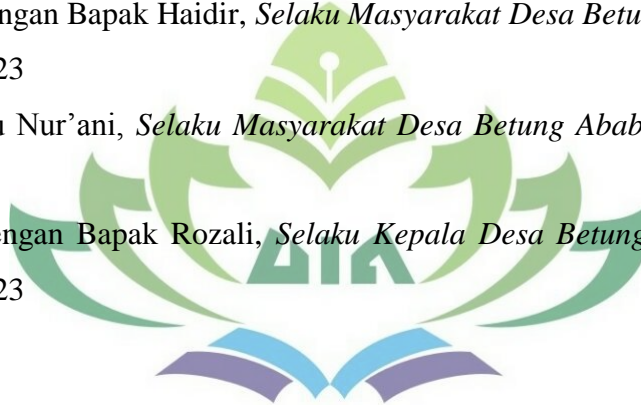 ngan Bapak Haidir, Selaku Masyarakat Desa Betu
23
u Nur’ani, Selaku Masyarakat Desa Betung Abab
engan Bapak Rozali, Selaku Kepala Desa Betung
23